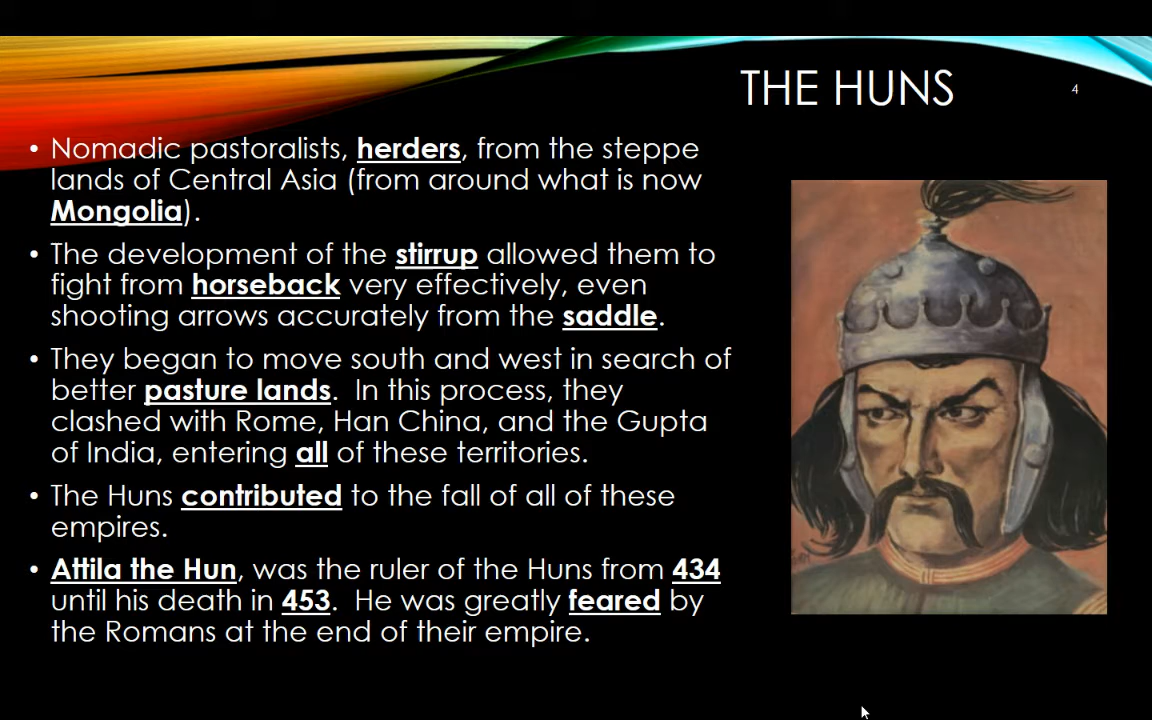 THE HUNS
4
• Nomadic pastoralists, herders, from the steppe
lands of Central Asia (from around what is now
Mongolia).
• The development of the stirrup allowed them to
fight from horseback very effectively, even
shooting arrows accurately from the saddle.
• They began to move south and west in search of
better pasture lands.  In this process, they
clashed with Rome, Han China, and the Gupta
of India, entering all of these territories.
• The Huns contributed to the fall of all of these
empires.
• Attila the Hun, was the ruler of the Huns from 434
until his death in 453.  He was greatly feared by
the Romans at the end of their empire.